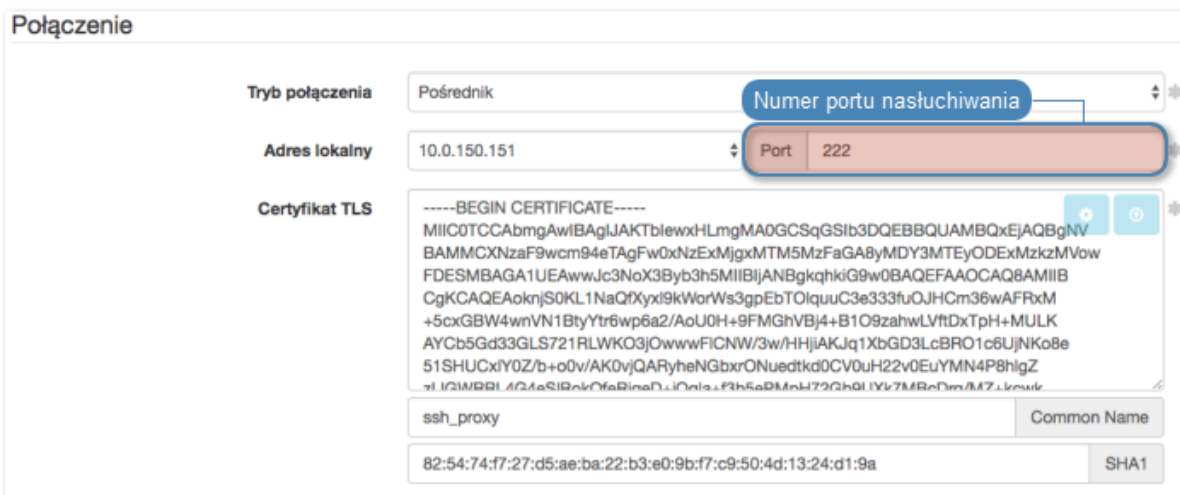 Połączenie
Tryb połączenia
Pośrednik
Numer portu nasłuchiwania
Adres lokalny
10.0.150.151
Port
222
Certyfikat TLS
-----BEGIN CERTIFICATE-----
MIIC0TCCAbmgAwIBAgIJAKTblewxHLmgMA0GCSqGSIb3DQEBBQUAMBQxEjAQBgNV
BAMMCXNzaF9wcm94eTAgFw0xNzExMjgxMTM5MzFaGA8yMDY3MTEyODExMzkzMVow
FDESMBAGA1UEAwwJc3NoX3Byb3h5MIIBIjANBgkqhkiG9w0BAQEFAAOCAQ8AMIIB
CgKCAQEAoknjS0KL1NaQfXyxl9kWorWs3gpEbTOlquuC3e333fuOJHCm36wAFRxM
+5cxGBW4wnVN1BtyYtr6wp6a2/AoU0H+9FMGhVBj4+B1O9zahwLVftDxTpH+MULK
AYCb5Gd33GLS721RLWKO3jOwwwFlCNW/3w/HHjiAKJq1XbGD3LcBRO1c6UjNKo8e
51SHUCxlY0Z/b+o0v/AK0vjQARyheNGbxrONuedtkd0CV0uH22v0EuYMN4P8hlgZ
ssh_proxy
Common Name
82:54:74:f7:27:d5:ae:ba:22:b3:e0:9b:f7:c9:50:4d:13:24:d1:9a
SHA1